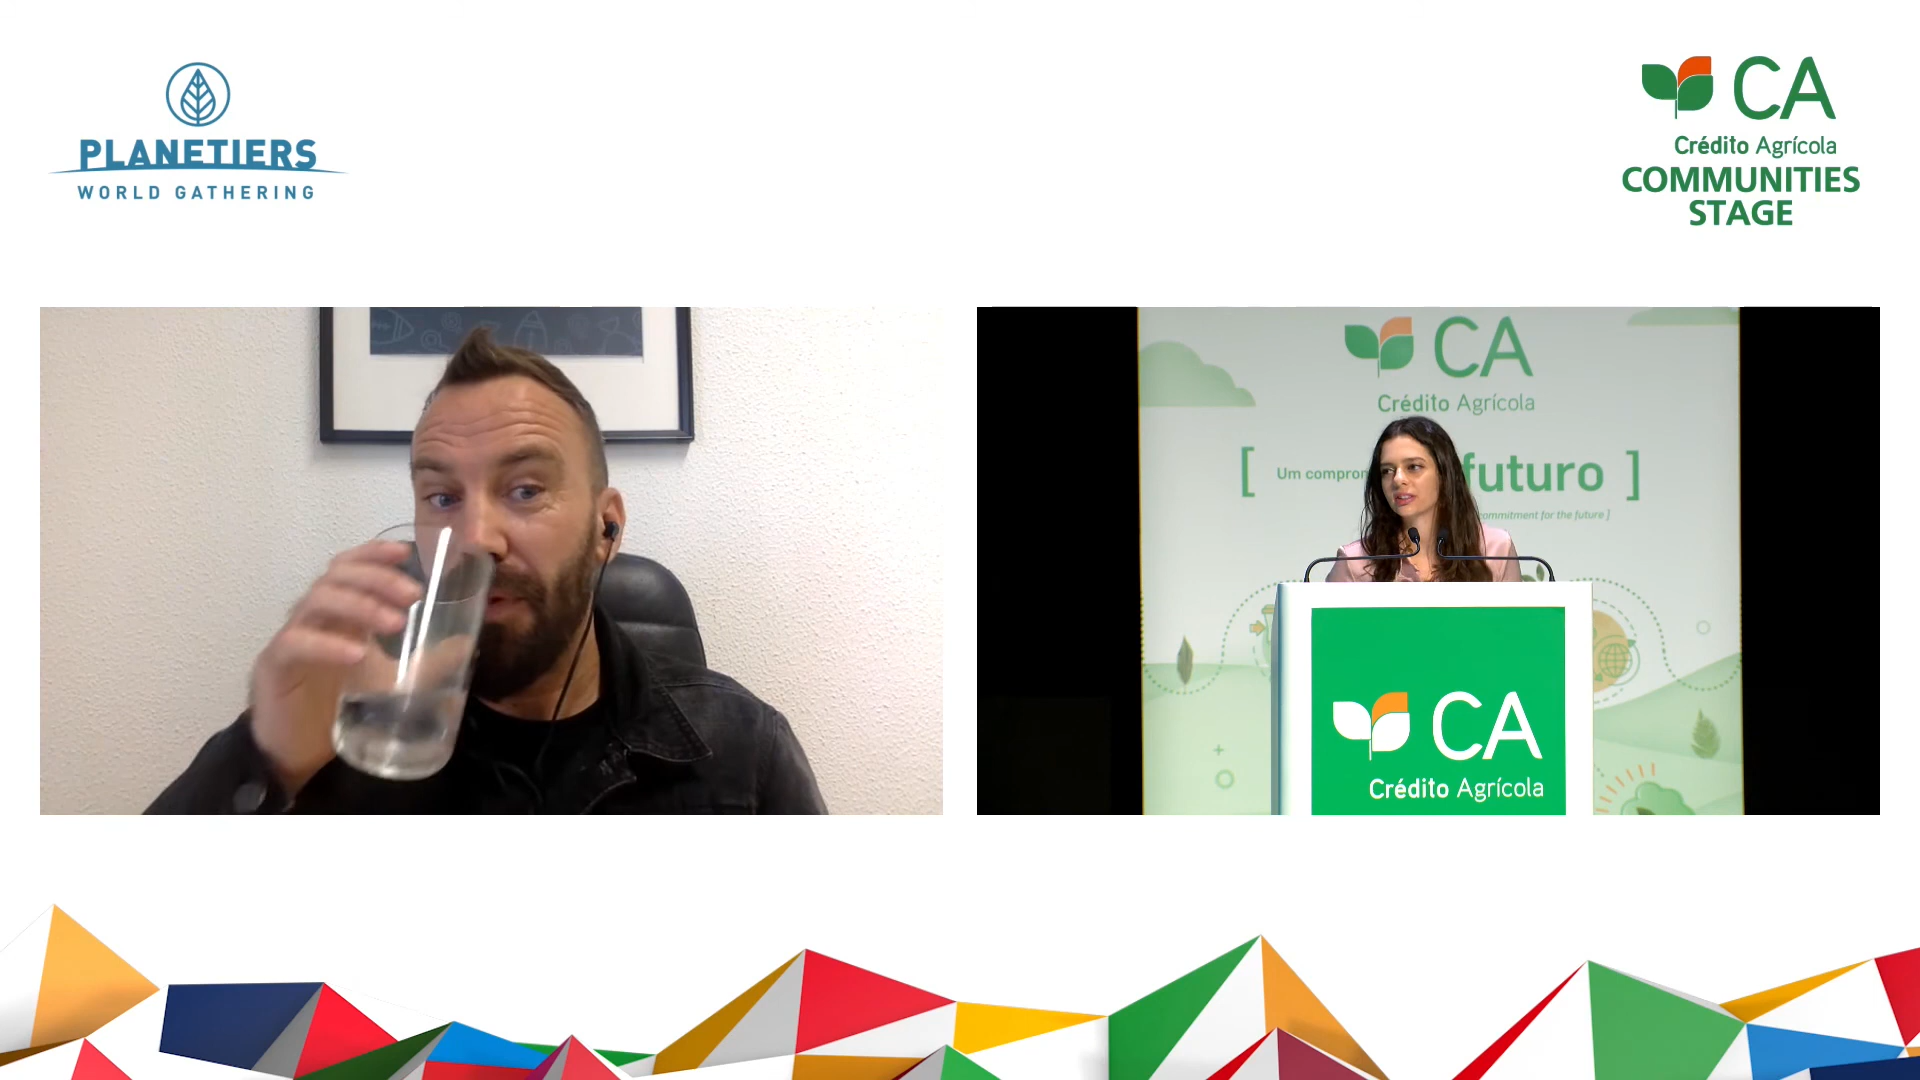 PLANETIERS
WORLD GATHERING
CA
Crédito Agrícola
COMMUNITIES
STAGE
CA
Crédito Agrícola
[ Um compro futuro ]
commitment for the future ]
CA
Crédito Agrícola